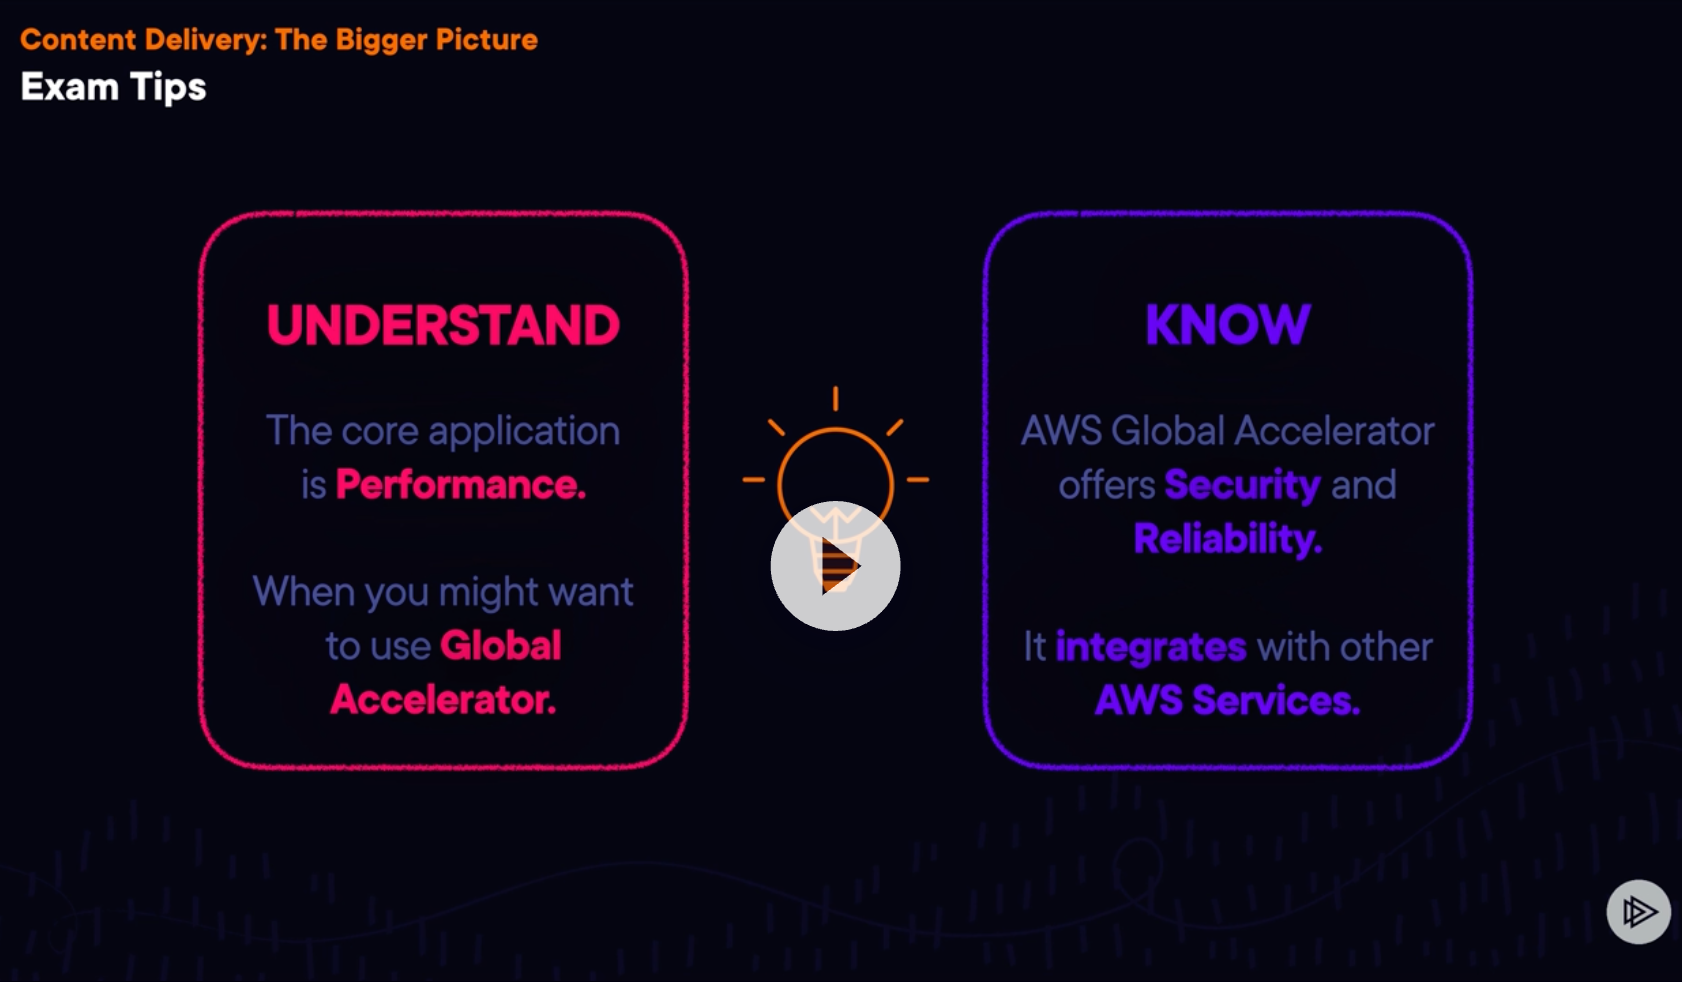 Content Delivery: The Bigger Picture
Exam Tips
UNDERSTAND
The core application
is Performance.
When you might want
to use Global
Accelerator.
KNOW
AWS Global Accelerator
offers Security and
Reliability.
It integrates with other
AWS Services.